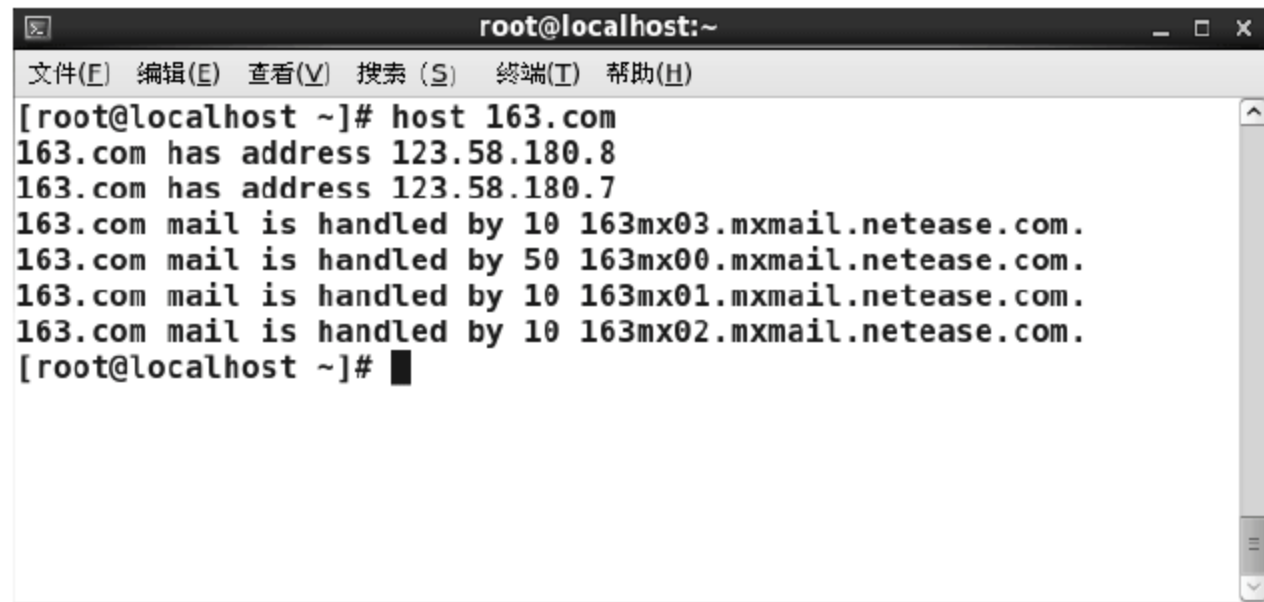 root@localhost:~
文件(F) 编辑(E) 查看(V) 搜索 (S) 终端(T) 帮助(H)
[root@localhost ~]# host 163.com
163.com has address 123.58.180.8
163.com has address 123.58.180.7
163.com mail is handled by 10 163mx03.mxmail.netease.com.
163.com mail is handled by 50 163mx00.mxmail.netease.com.
163.com mail is handled by 10 163mx01.mxmail.netease.com.
163.com mail is handled by 10 163mx02.mxmail.netease.com.
[root@localhost ~]#